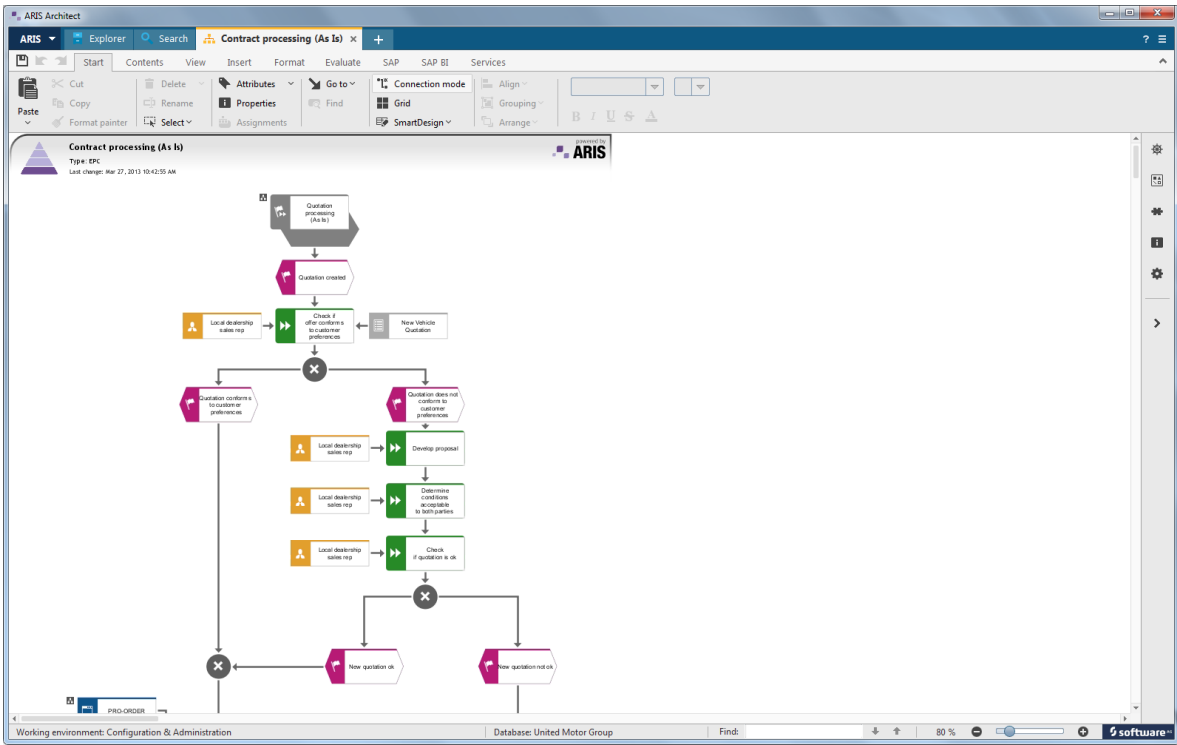 ARIS Architect
ARIS Explorer Search Contract processing (As Is) × + ?
Start Contents View Insert Format Evaluate SAP SAP BI Services
Paste
Cut
Copy
Format painter
Delete
Rename
Select
Attributes
Properties
Assignments
Go to
Find
Connection mode
Grid
SmartDesign
Align
Grouping
Arrange
B I U S A
Contract processing (As Is)
Type: EPC
Last change: Mar 27, 2013 10:42:55 AM
powered by
ARIS
Quotation
processing
(As Is)
Quotation created
Local dealership
sales rep
Check if
offer conforms
to customer
preferences
New Vehicle
Quotation
Quotation conforms
to customer
preferences
Quotation does not
conform to
customer
preferences
Local dealership
sales rep
Develop proposal
Local dealership
sales rep
Determine
conditions
acceptable
to both parties
Local dealership
sales rep
Check
if quotation is ok
New quotation ok
New quotation not ok
PRO-ORDER
Working environment: Configuration & Administration Database: United Motor Group Find: 80 % software AG